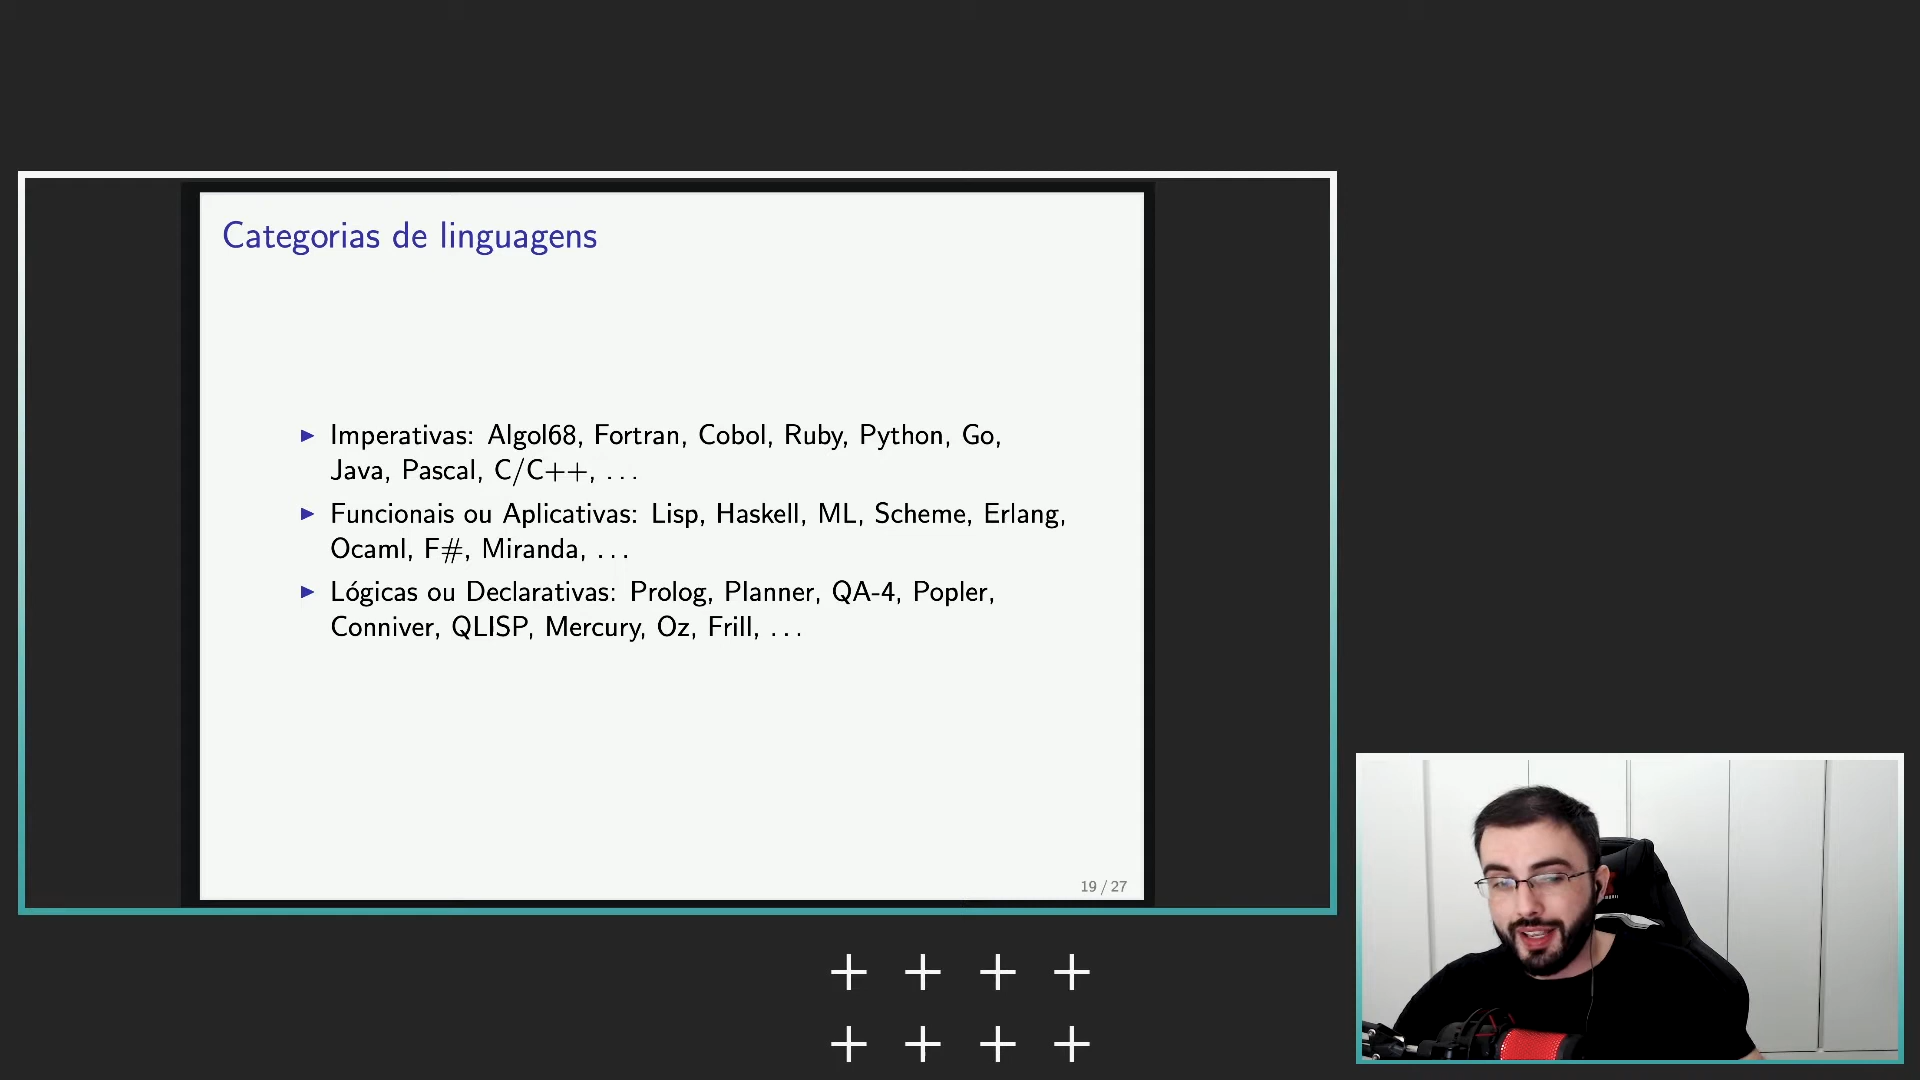 Categorias de linguagens
▶ Imperativas: Algol68, Fortran, Cobol, Ruby, Python, Go,
Java, Pascal, C/C++, ...
▶ Funcionais ou Aplicativas: Lisp, Haskell, ML, Scheme, Erlang,
Ocaml, F#, Miranda, ...
▶ Lógicas ou Declarativas: Prolog, Planner, QA-4, Popler,
Conniver, QLISP, Mercury, Oz, Frill, ...
19 / 27